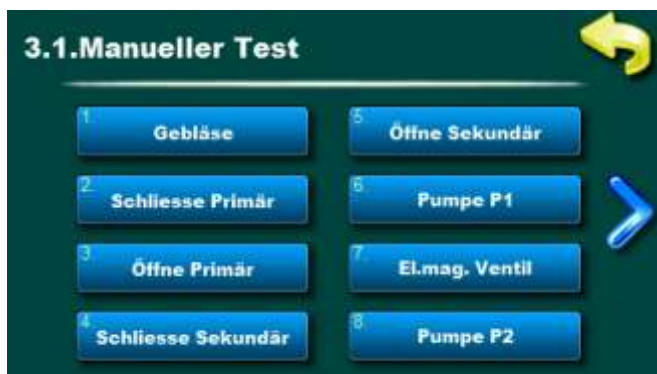 3.1.Manueller Test
1.
Gebläse
2.
Schliesse Primär
3.
Öffne Primär
4.
Schliesse Sekundär
5.
Öffne Sekundär
6.
Pumpe P1
7.
El.mag. Ventil
8.
Pumpe P2